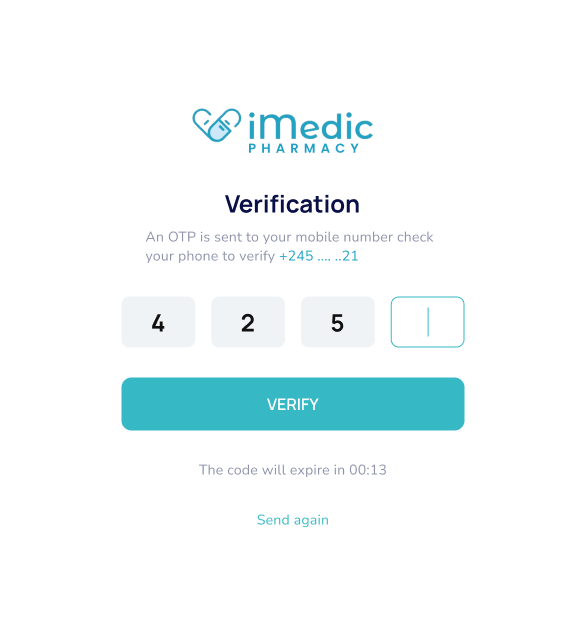 iMedic
PHARMACY
Verification
An OTP is sent to your mobile number check
your phone to verify +245 .... ..21
4 2 5
VERIFY
The code will expire in 00:13
Send again